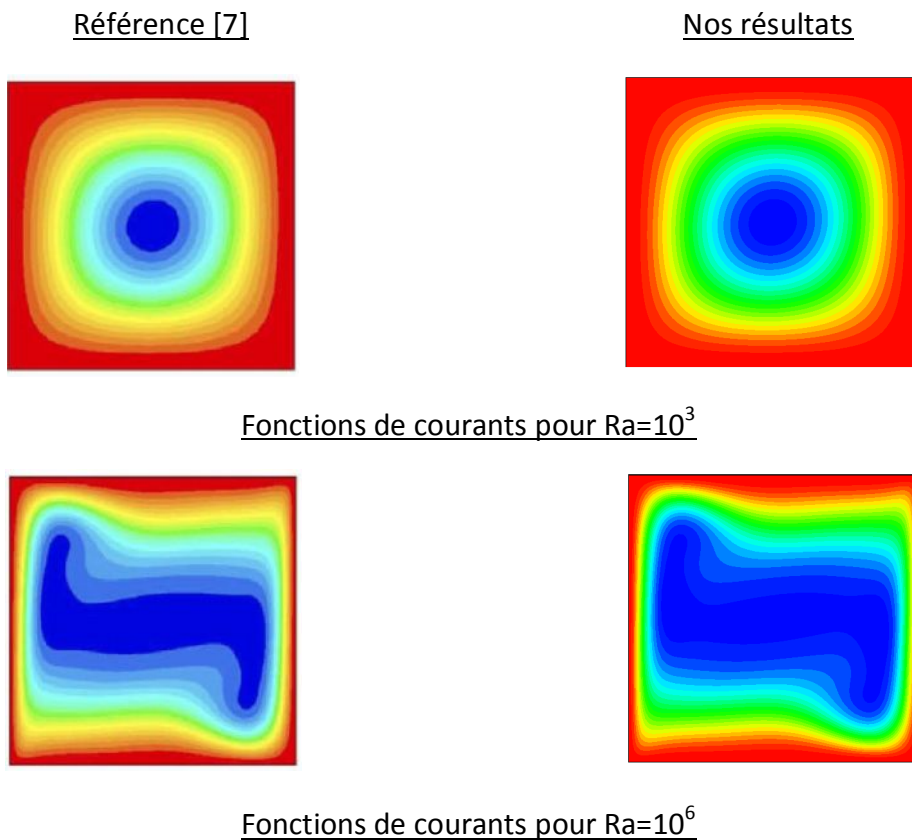 Référence [7]
Nos résultats
Fonctions de courants pour Ra=10³
Fonctions de courants pour Ra=10⁶